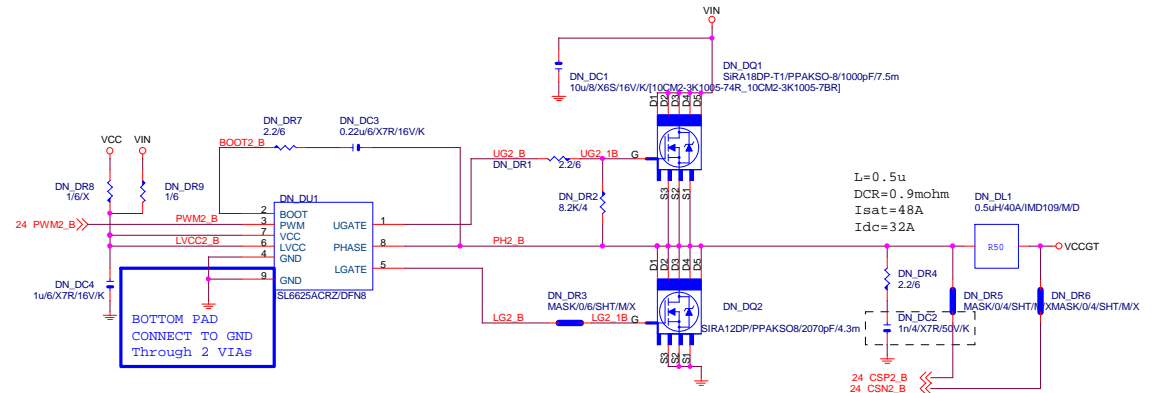 VIN
DN_DC1
10u/8/X6S/16V/K/[10CM2-3K1005-74R_10CM2-3K1005-7BR]
DN_DQ1
SiRA18DP-T1/PPAKSO-8/1000pF/7.5m
D1
D2
D3
D4
D5
G
S3
S2
S1
DN_DR7
2.2/6
DN_DC3
0.22u/6/X7R/16V/K
BOOT2_B
VCC
VIN
DN_DR8
1/6/X
DN_DR9
1/6
UG2_B
DN_DR1
2.2/6
UG2_1B
DN_DR2
8.2K/4
L=0.5u
DCR=0.9mohm
Isat=48A
Idc=32A
DN_DL1
0.5uH/40A/IMD109/M/D
R50
VCCGT
DN_DU1
2
BOOT
3
PWM
7
VCC
6
LVCC
4
GND
9
GND
UGATE
1
PHASE
8
LGATE
5
ISL6625ACRZ/DFN8
24 PWM2_B
PWM2_B
LVCC2_B
PH2_B
DN_DC4
1u/6/X7R/16V/K
BOTTOM PAD
CONNECT TO GND
Through 2 VIAs
DN_DR3
MASK/0/6/SHT/M/X
LG2_B
LG2_1B
D1
D2
D3
D4
D5
G
S3
S2
S1
DN_DQ2
SIRA12DP/PPAKSO8/2070pF/4.3m
DN_DR4
2.2/6
DN_DC2
1n/4/X7R/50V/K
DN_DR5
MASK/0/4/SHT/M/X
DN_DR6
MASK/0/4/SHT/M/X
24 CSP2_B
24 CSN2_B